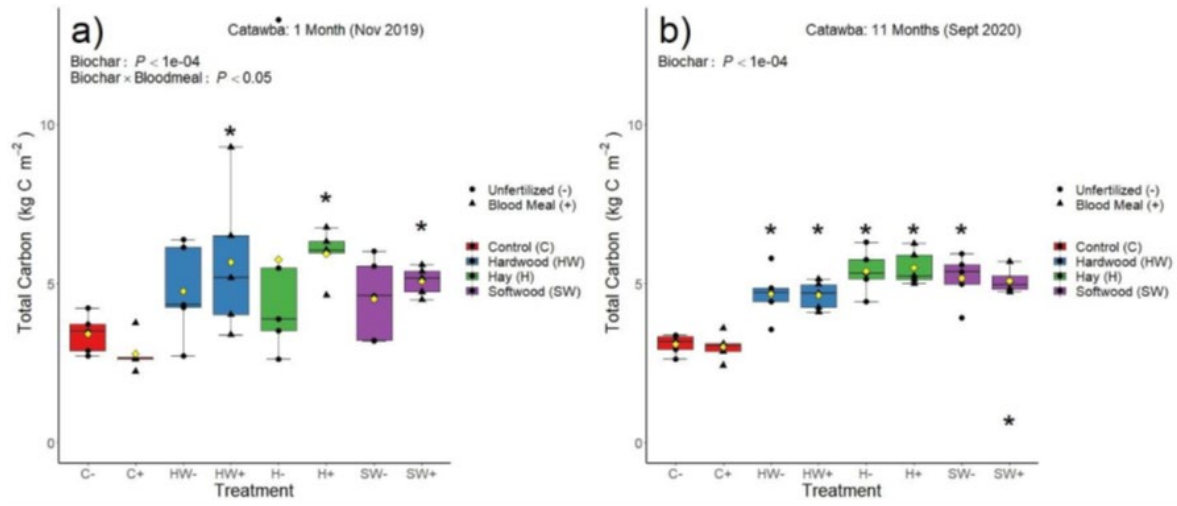 a)
Catawba: 1 Month (Nov 2019)
Biochar: P < 1e-04
Biochar × Bloodmeal: P < 0.05
Total Carbon (kg C m⁻²)
10
5
0
*
*
*
Unfertilized (-)
Blood Meal (+)
Control (C)
Hardwood (HW)
Hay (H)
Softwood (SW)
C- C+ HW- HW+ H- H+ SW- SW+
Treatment
b)
Catawba: 11 Months (Sept 2020)
Biochar: P < 1e-04
Total Carbon (kg C m⁻²)
10
5
0
* * * * *
*
Unfertilized (-)
Blood Meal (+)
Control (C)
Hardwood (HW)
Hay (H)
Softwood (SW)
C- C+ HW- HW+ H- H+ SW- SW+
Treatment